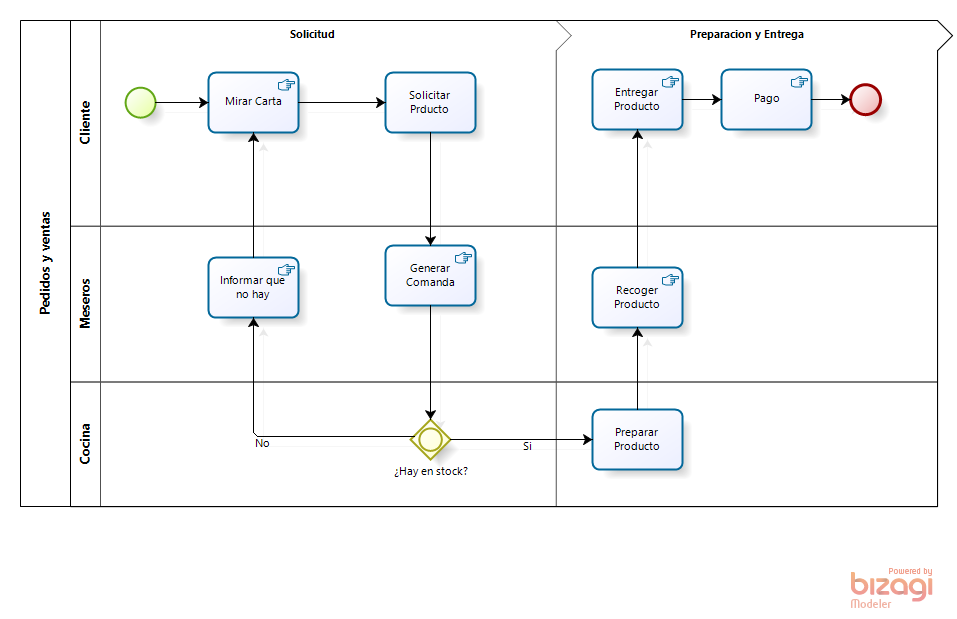 Solicitud
Preparacion y Entrega
Pedidos y ventas
Cliente
Mirar Carta
Solicitar
Prducto
Entregar
Producto
Pago
Meseros
Informar que
no hay
Generar
Comanda
Recoger
Producto
Cocina
No
¿Hay en stock?
Si
Preparar
Producto
Powered by
bizagi
Modeler